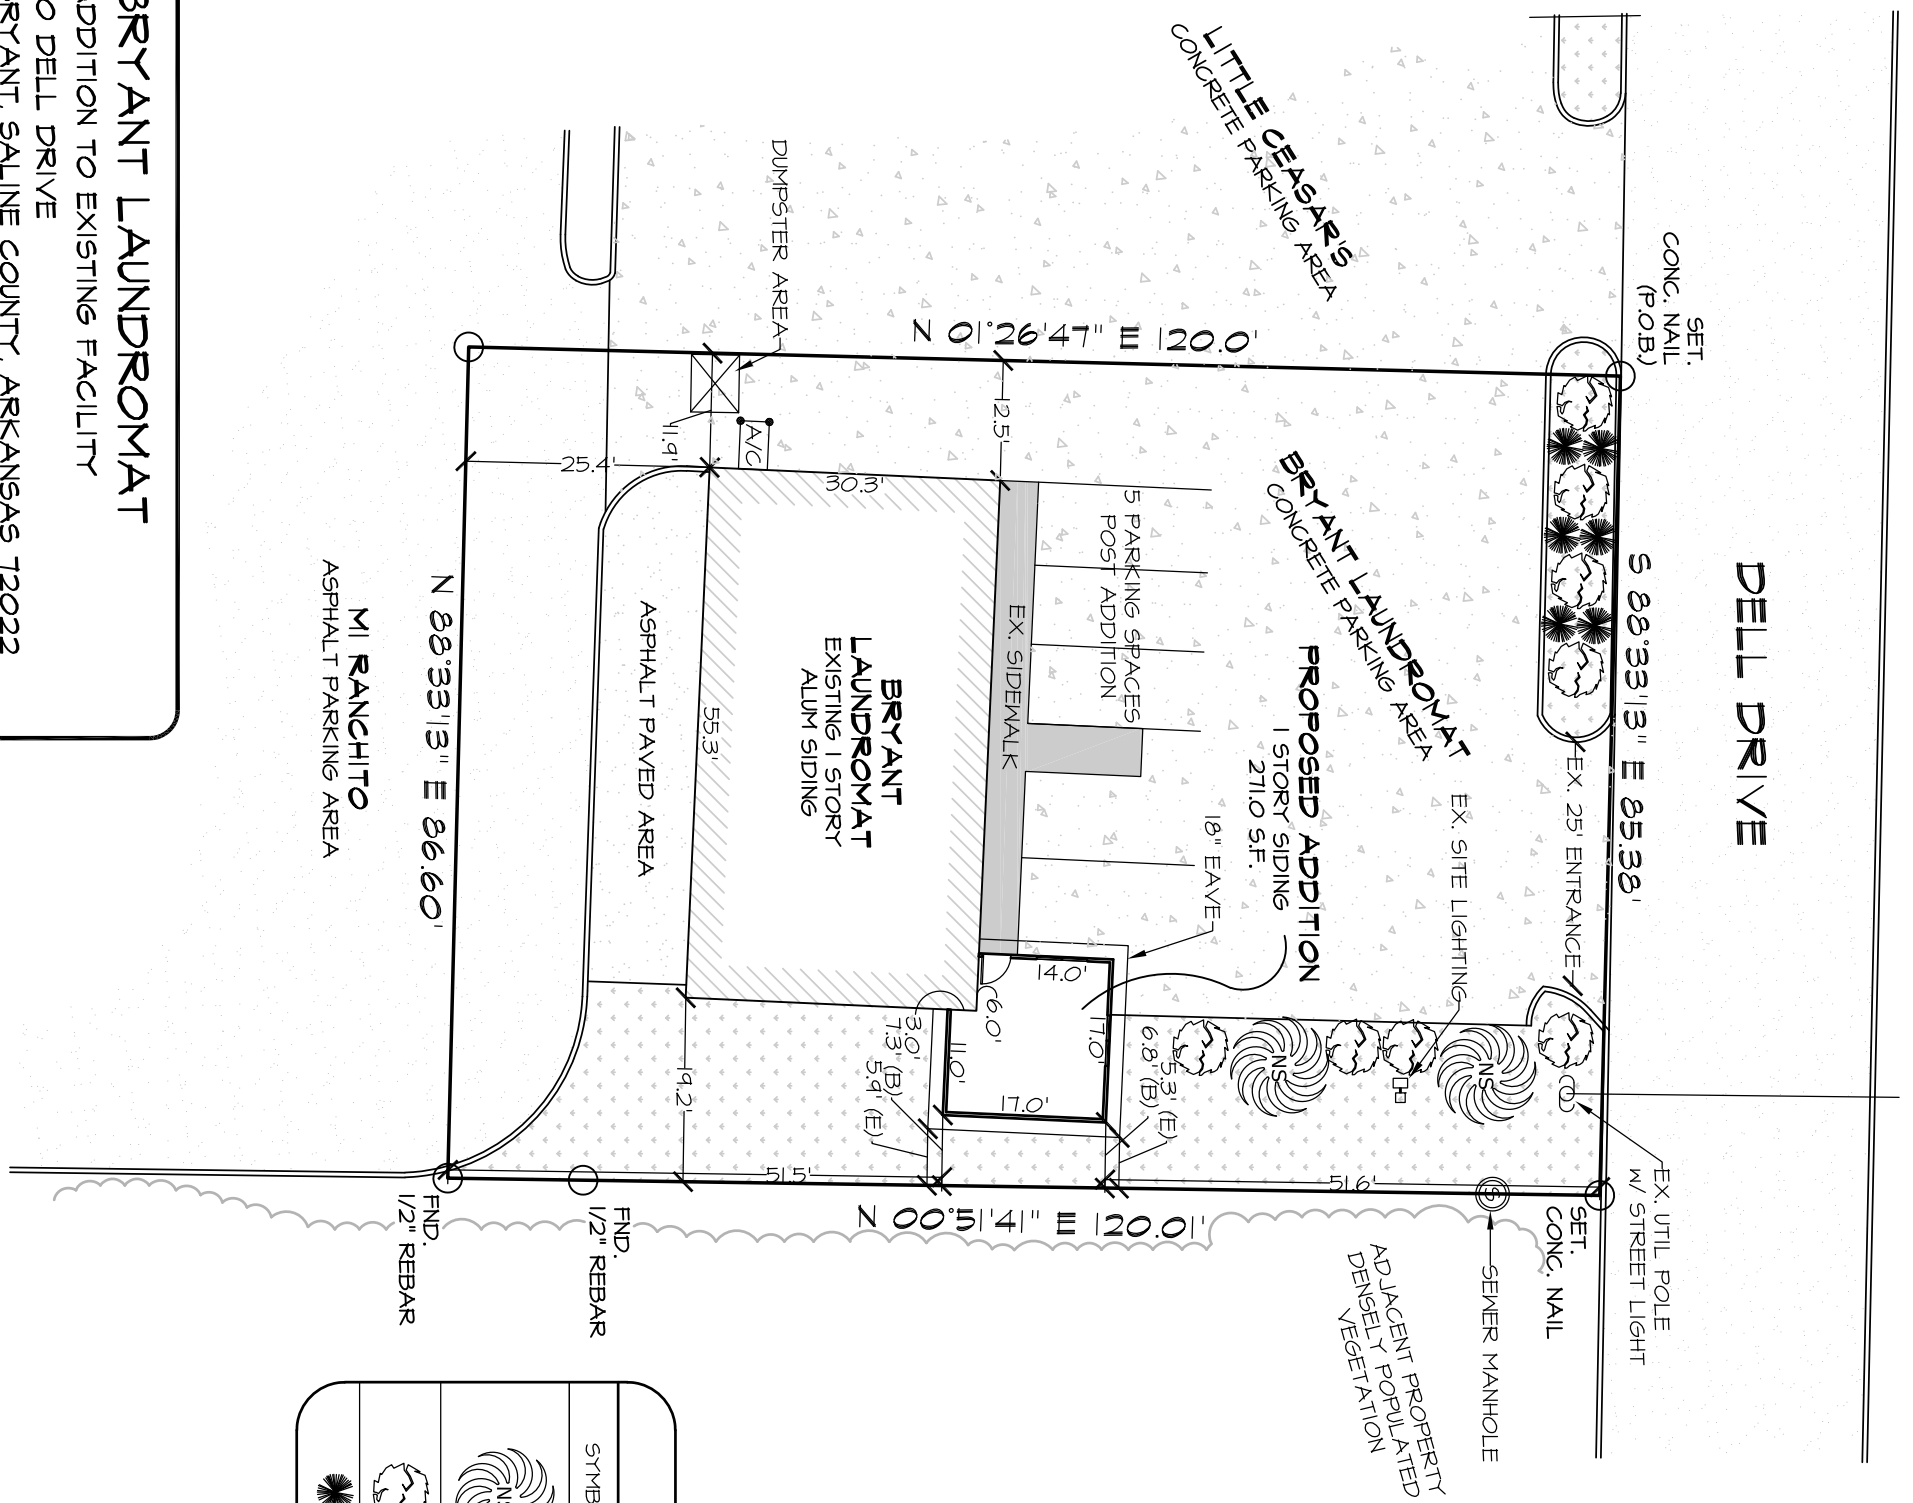 DELL DRIVE
SET.
CONC. NAIL
(P.O.B.)
S 88°33'13" E 85.38'
EX. 25' ENTRANCE
EX. UTIL POLE
W/ STREET LIGHT
SET.
CONC. NAIL
SEWER MANHOLE
S
ADJACENT PROPERTY
DENSELY POPULATED
VEGETATION
LITTLE CEASAR'S
CONCRETE PARKING AREA
BRYANT LAUNDROMAT
CONCRETE PARKING AREA
EX. SITE LIGHTING
NS
NS
PROPOSED ADDITION
1 STORY SIDING
271.0 S.F.
18" EAVE
5 PARKING SPACES
POST ADDITION
EX. SIDEWALK
N 01°26'47" E 120.0'
12.5'
DUMPSTER AREA
A/C
11.9'
25.4'
30.3'
BRYANT
LAUNDROMAT
EXISTING 1 STORY
ALUM SIDING
55.3'
ASPHALT PAVED AREA
14.0'
17.0'
6.0'
11.0'
17.0'
3.0'
7.3' (B)
5.9' (E)
5.3' (E)
6.8' (B)
19.2'
51.5'
51.6'
N 00°51'41" E 120.01'
N 88°33'13" E 86.60'
MI RANCHITO
ASPHALT PARKING AREA
FND.
1/2" REBAR
FND.
1/2" REBAR
BRYANT LAUNDROMAT
ADDITION TO EXISTING FACILITY
O DELL DRIVE
RYANT, SALINE COUNTY, ARKANSAS 72022
SYMB
NS